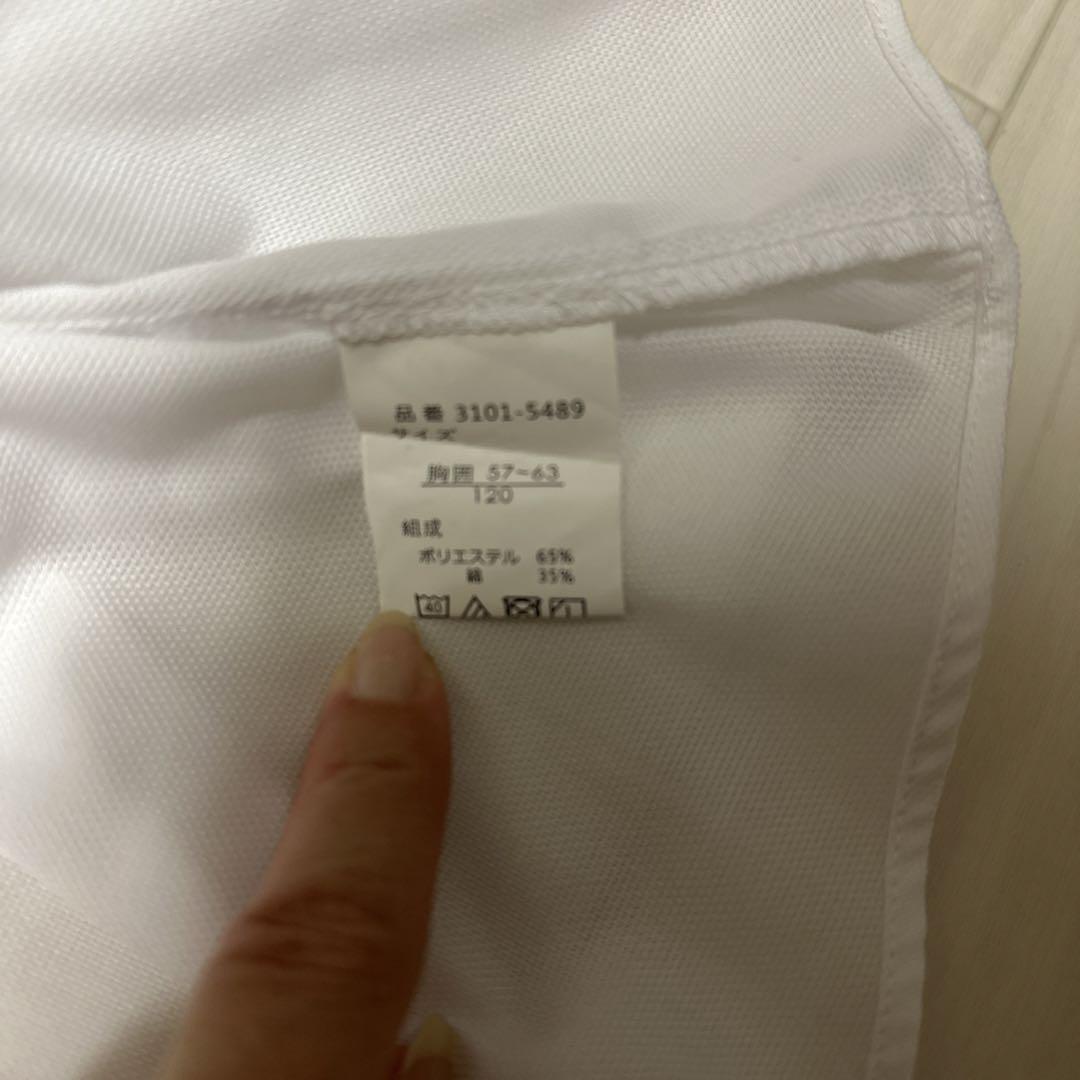 品番 3101-5489
サイズ
胸囲 57~63
120
組成
ポリエステル 65%
綿 35%
40